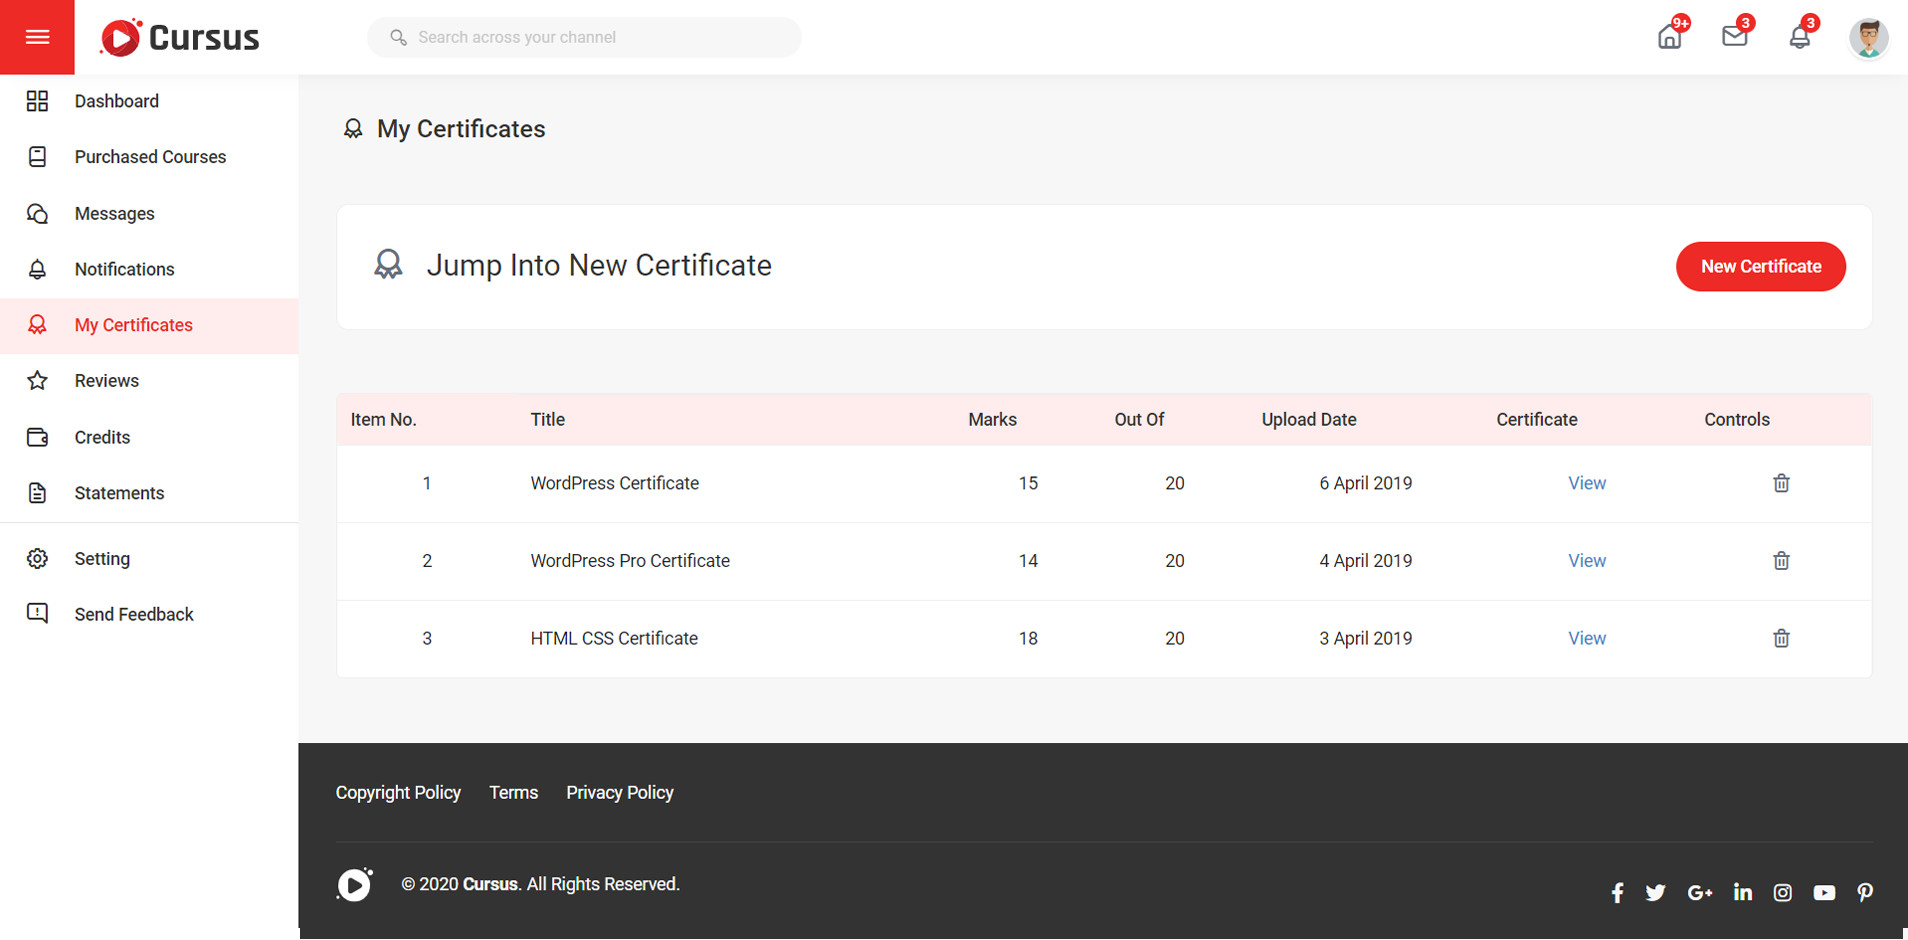 Cursus
Search across your channel
9+
3
3
Dashboard
Purchased Courses
Messages
Notifications
My Certificates
Reviews
Credits
Statements
Setting
Send Feedback
My Certificates
Jump Into New Certificate
New Certificate
Item No. Title Marks Out Of Upload Date Certificate Controls
1 WordPress Certificate 15 20 6 April 2019 View
2 WordPress Pro Certificate 14 20 4 April 2019 View
3 HTML CSS Certificate 18 20 3 April 2019 View
Copyright Policy Terms Privacy Policy
© 2020 Cursus. All Rights Reserved.